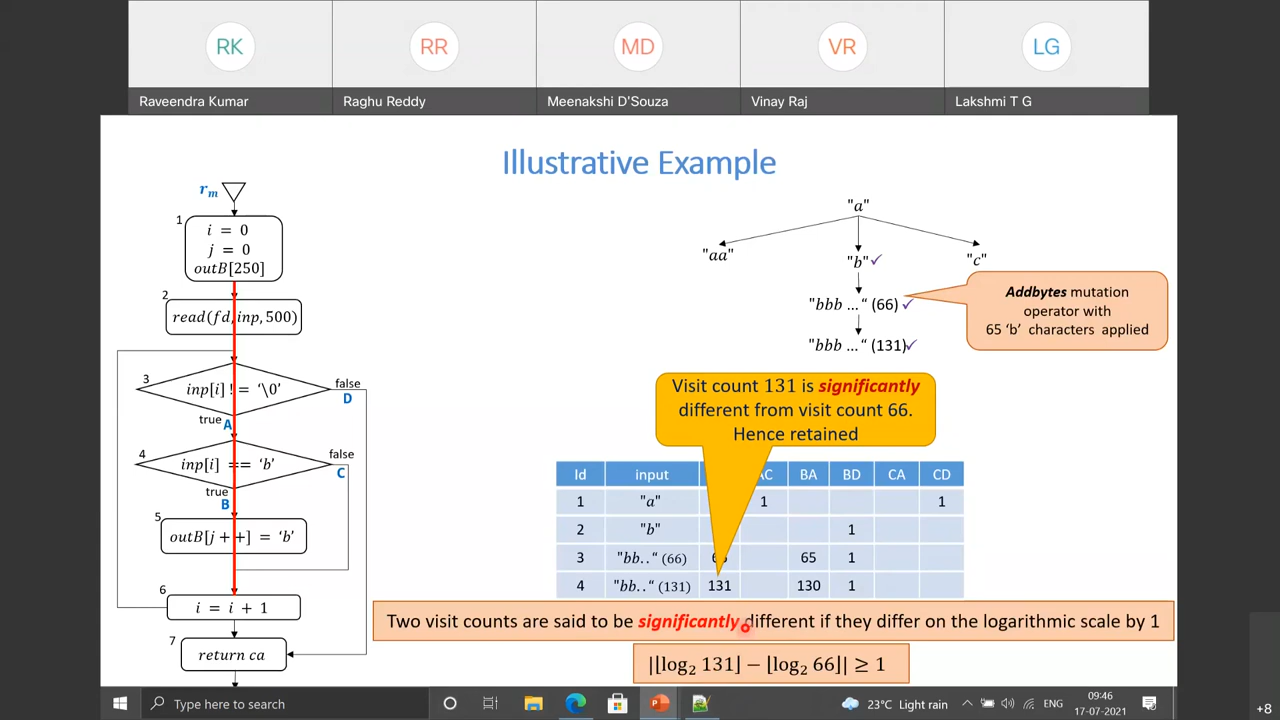 RK
RR
MD
VR
LG
Raveendra Kumar
Raghu Reddy
Meenakshi D'Souza
Vinay Raj
Lakshmi T G
Illustrative Example
r_m
1
i = 0
j = 0
outB[250]
2
read(fd, inp, 500)
3
inp[i] != '\0'
false
D
true
A
4
inp[i] == 'b'
false
C
true
B
5
outB[j ++] = 'b'
6
i = i + 1
7
return ca
"a"
"aa"
"b"✓
"c"
"bbb ..." (66) ✓
"bbb ..." (131)✓
Addbytes mutation
operator with
65 'b' characters applied
Visit count 131 is significantly
different from visit count 66.
Hence retained
Id input AC BA BD CA CD
1 "a" 1 1
2 "b" 1
3 "bb.." (66) 65 1
4 "bb.." (131) 131 130 1
Two visit counts are said to be significantly different if they differ on the logarithmic scale by 1
|⌊log₂ 131⌋ − ⌊log₂ 66⌋| ≥ 1
Type here to search
23°C Light rain
ENG
09:46
17-07-2021
+8